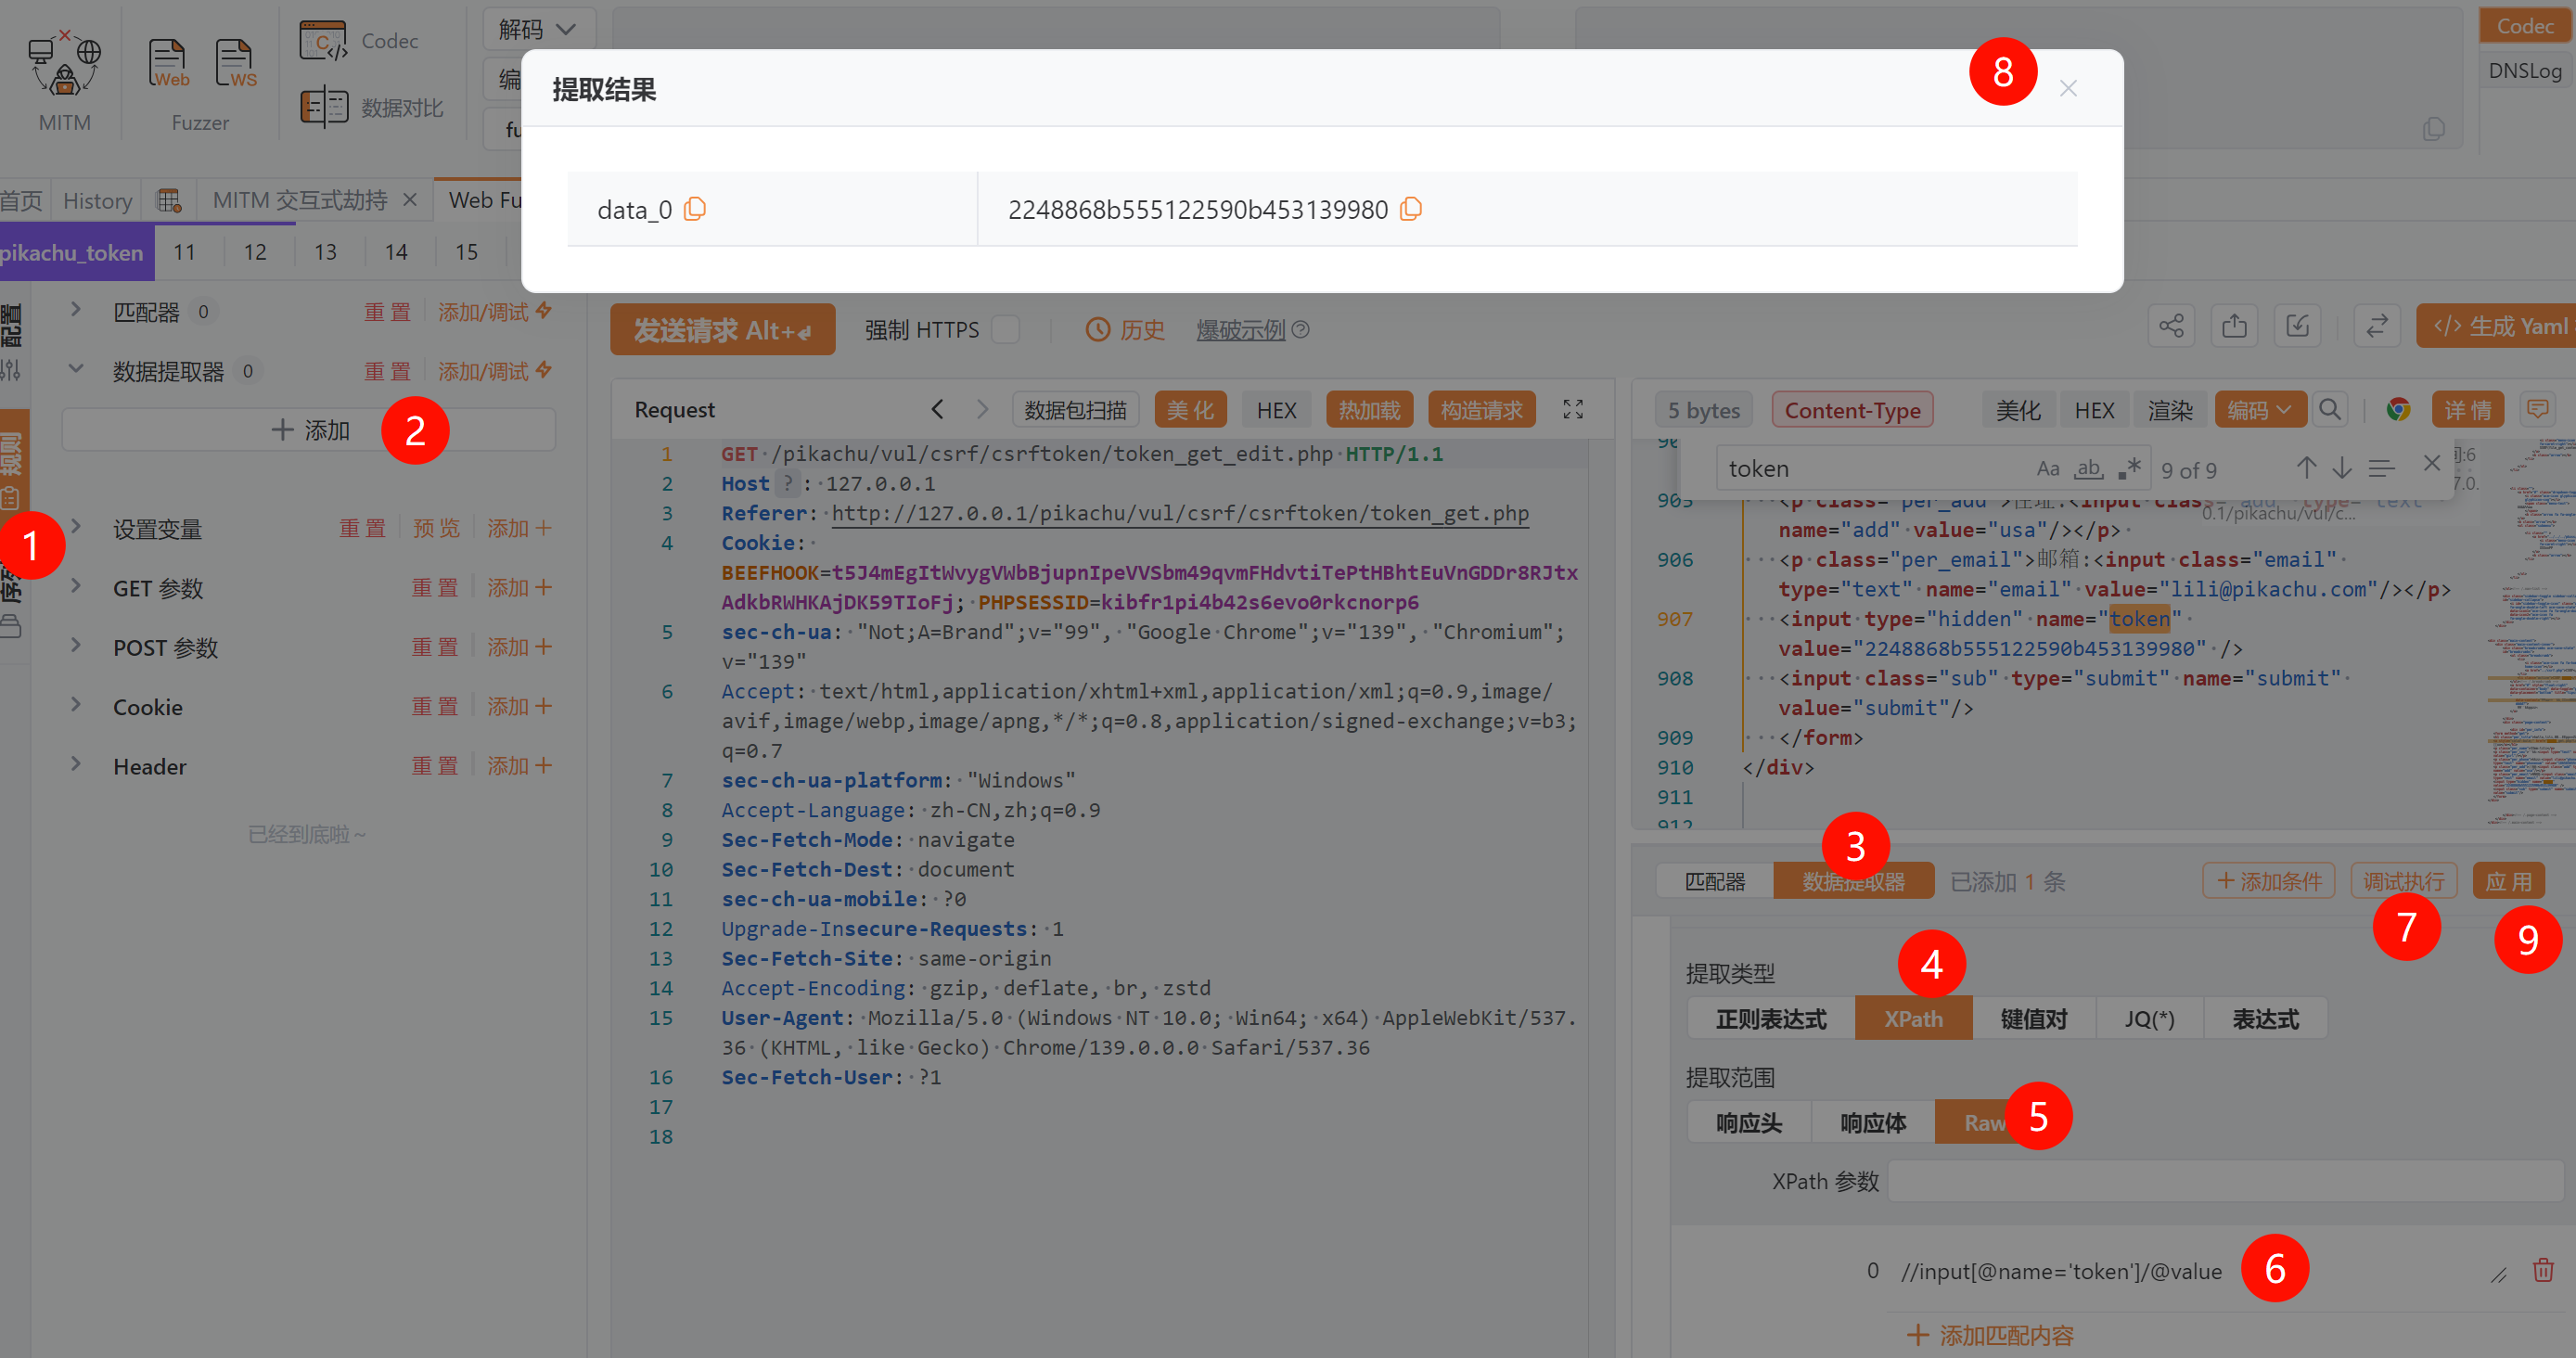 MITM
Web
WS
Fuzzer
Codec
数据对比
解码
编
fu
Codec
DNSLog
提取结果
8
data_0
2248868b555122590b453139980
首页
History
MITM 交互式劫持
Web Fu
pikachu_token
11
12
13
14
15
配置
规则
1
匹配器 0 重置 添加/调试
数据提取器 0 重置 添加/调试
添加
2
设置变量 重置 预览 添加
GET 参数 重置 添加
POST 参数 重置 添加
Cookie 重置 添加
Header 重置 添加
已经到底啦~
发送请求 Alt+
强制 HTTPS
历史
爆破示例
</> 生成 Yaml
Request
数据包扫描
美化
HEX
热加载
构造请求
1 GET /pikachu/vul/csrf/csrftoken/token_get_edit.php HTTP/1.1
2 Host ? : 127.0.0.1
3 Referer: http://127.0.0.1/pikachu/vul/csrf/csrftoken/token_get.php
4 Cookie:
BEEFHOOK=t5J4mEgItWvygVWbBjupnIpeVVSbm49qvmFHdvtiTePtHBhtEuVnGDDr8RJtx
AdkbRWHKAjDK59TIoFj; PHPSESSID=kibfr1pi4b42s6evo0rkcnorp6
5 sec-ch-ua: "Not;A=Brand";v="99", "Google Chrome";v="139", "Chromium";
v="139"
6 Accept: text/html,application/xhtml+xml,application/xml;q=0.9,image/
avif,image/webp,image/apng,*/*;q=0.8,application/signed-exchange;v=b3;
q=0.7
7 sec-ch-ua-platform: "Windows"
8 Accept-Language: zh-CN,zh;q=0.9
9 Sec-Fetch-Mode: navigate
10 Sec-Fetch-Dest: document
11 sec-ch-ua-mobile: ?0
12 Upgrade-Insecure-Requests: 1
13 Sec-Fetch-Site: same-origin
14 Accept-Encoding: gzip, deflate, br, zstd
15 User-Agent: Mozilla/5.0 (Windows NT 10.0; Win64; x64) AppleWebKit/537.
36 (KHTML, like Gecko) Chrome/139.0.0.0 Safari/537.36
16 Sec-Fetch-User: ?1
17
18
5 bytes
Content-Type
美化
HEX
渲染
编码
详情
token
Aa
ab
9 of 9
0.1/pikachu/vul/c...
905 <p class="per_add">住址:<input class="add" type="text"
name="add" value="usa"/></p>
906 <p class="per_email">邮箱:<input class="email"
type="text" name="email" value="lili@pikachu.com"/></p>
907 <input type="hidden" name="token"
value="2248868b555122590b453139980" />
908 <input class="sub" type="submit" name="submit"
value="submit"/>
909 </form>
910 </div>
911
912
3
匹配器
数据提取器
已添加 1 条
添加条件
调试执行
应用
7
9
提取类型
4
正则表达式
XPath
键值对
JQ(*)
表达式
提取范围
响应头
响应体
Raw
5
XPath 参数
0 //input[@name='token']/@value
6
添加匹配内容